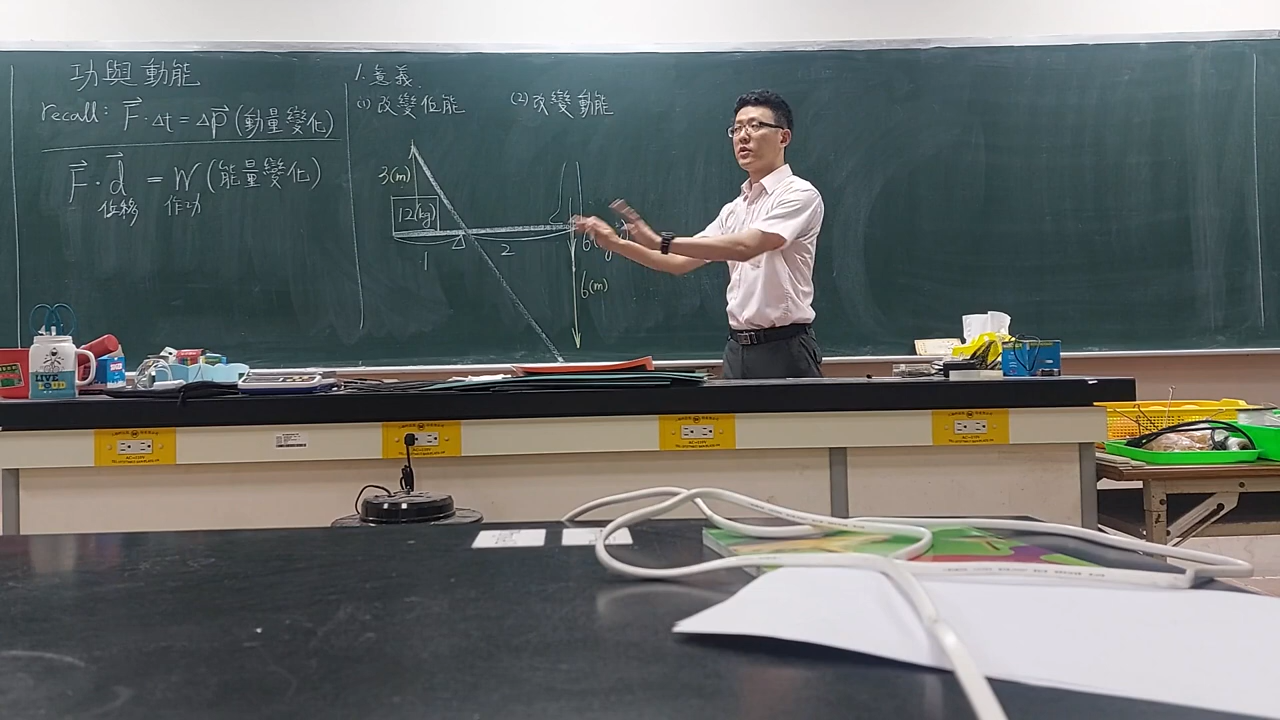 功與動能
recall: F⃗·Δt = Δp⃗ (動量變化)
F⃗·d⃗ = W (能量變化)
位移 作功
1.意義
(1) 改變位能
(2) 改變動能
3(m)
12(kg)
1
2
6
6(m)
LIVE